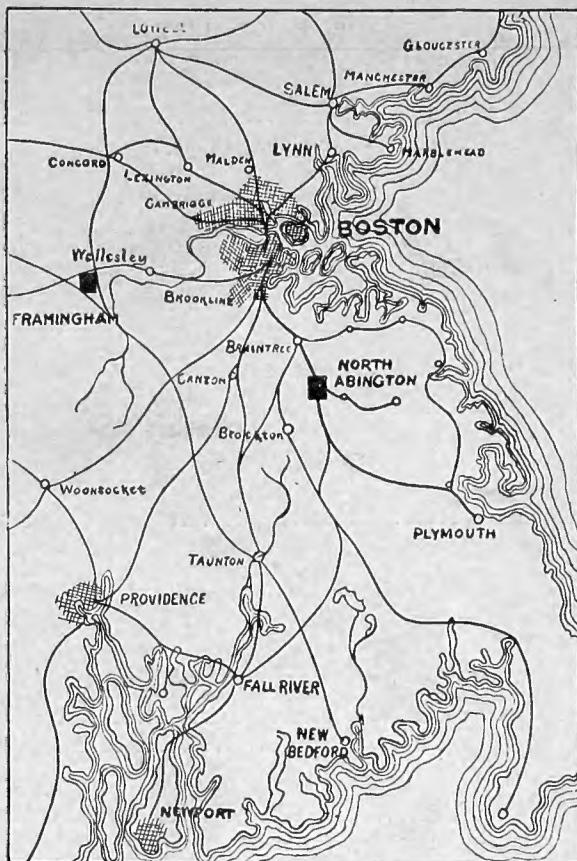 LOWELL
GLOUCESTER
MANCHESTER
SALEM
LYNN
MARBLEHEAD
CONCORD
LEXINGTON
MALDEN
CAMBRIDGE
BOSTON
Wellesley
BROOKLINE
FRAMINGHAM
BRAINTREE
NORTH
ABINGTON
CANTON
BROCKTON
WOONSOCKET
PLYMOUTH
TAUNTON
PROVIDENCE
FALL RIVER
NEW
BEDFORD
NEWPORT